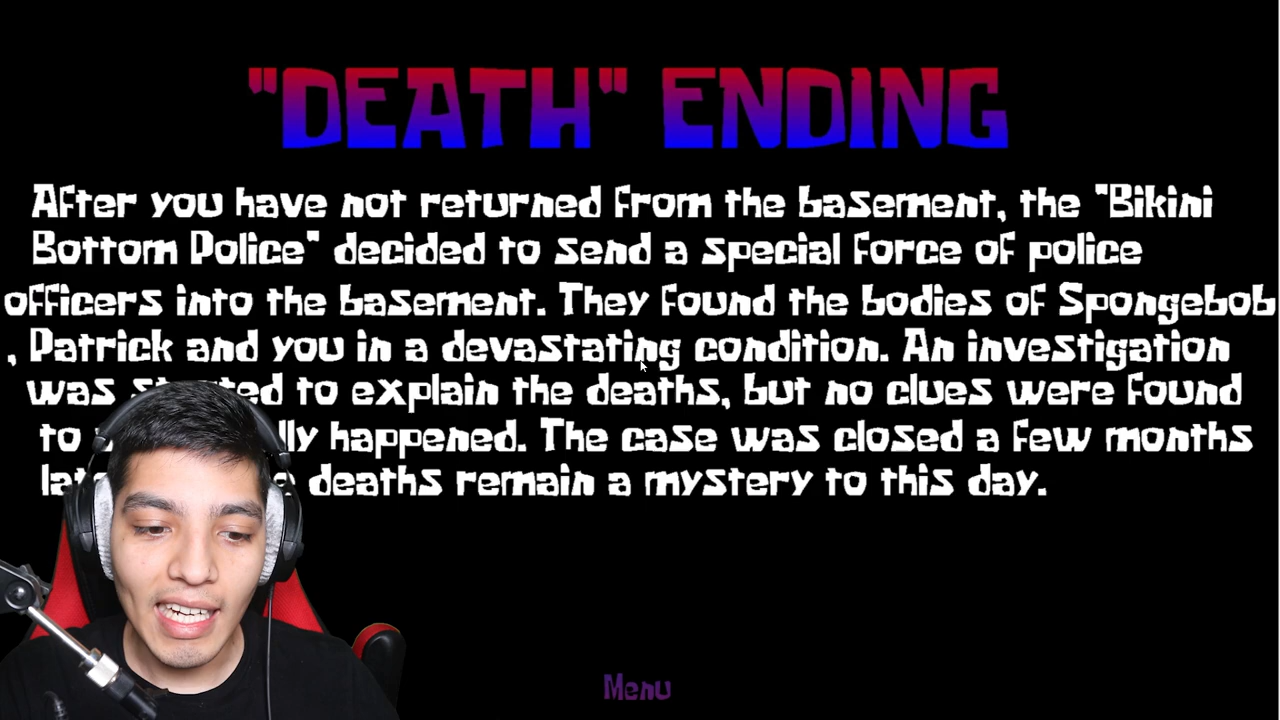 "DEATH" ENDING
After you have not returned from the basement, the "Bikini
Bottom Police" decided to send a special force of police
officers into the basement. They found the bodies of Spongebob
, Patrick and you in a devastating condition. An investigation
was started to explain the deaths, but no clues were found
to happened. The case was closed a few months
deaths remain a mystery to this day.
Menu